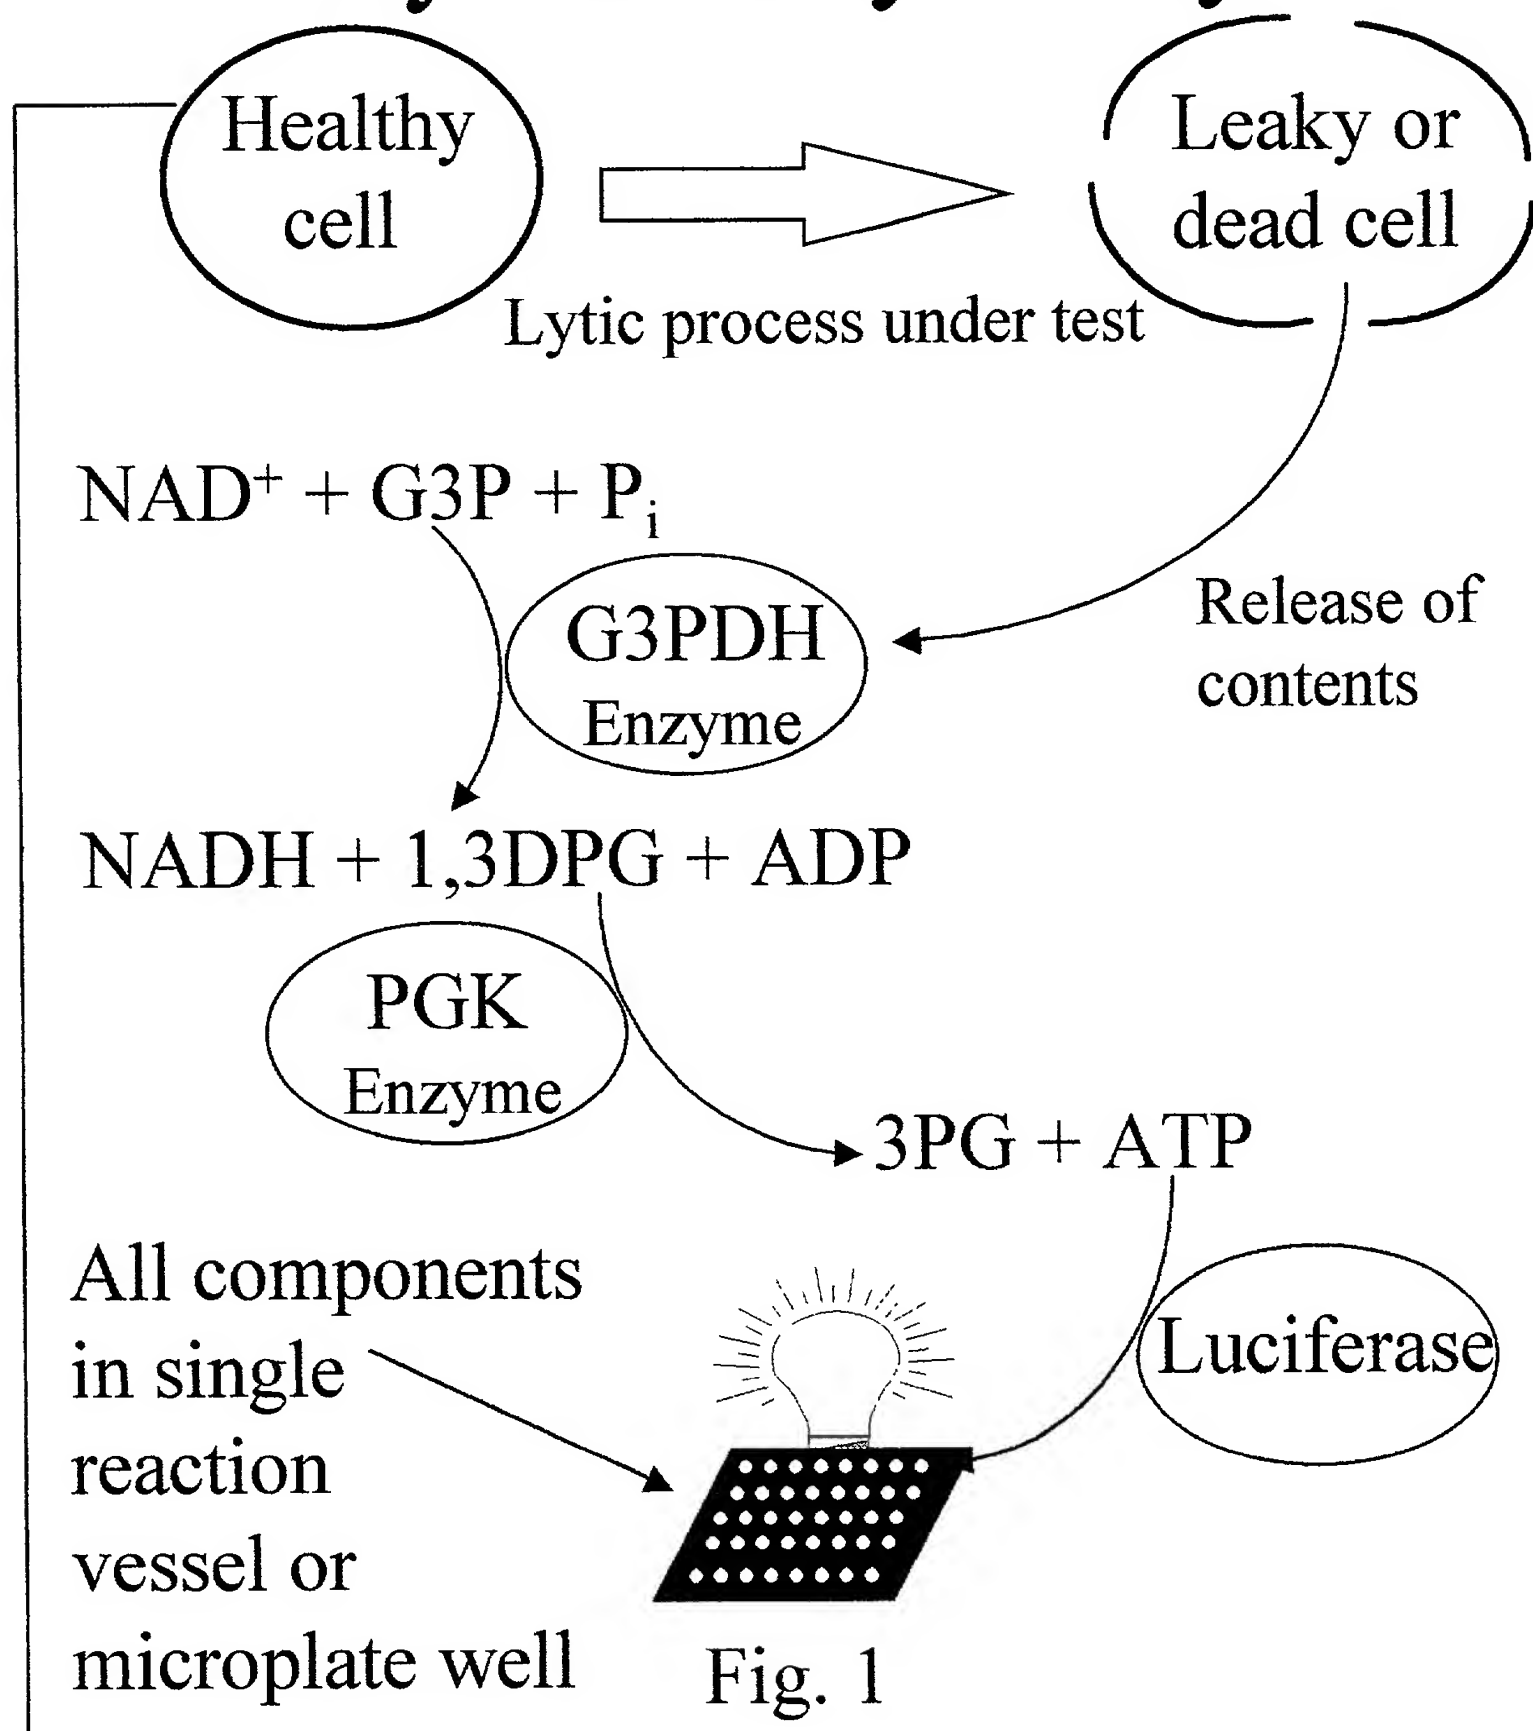 Healthy
cell
Leaky or
dead cell
Lytic process under test
NAD⁺ + G3P + Pᵢ
G3PDH
Enzyme
Release of
contents
NADH + 1,3DPG + ADP
PGK
Enzyme
3PG + ATP
All components
in single
reaction
vessel or
microplate well
Luciferase
Fig. 1